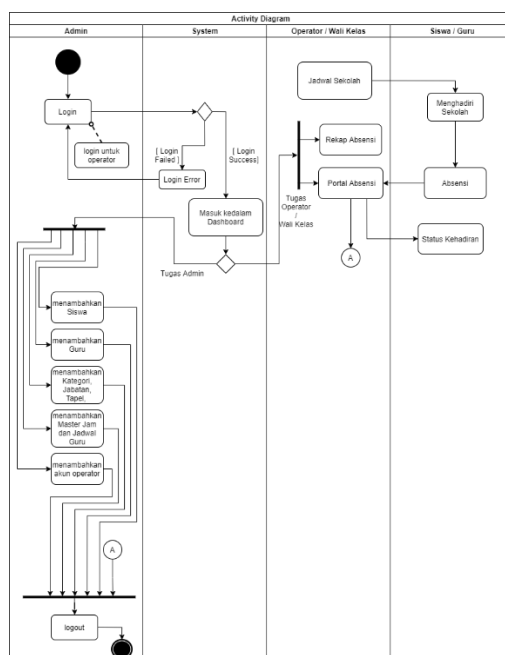 Activity Diagram
Admin
System
Operator / Wali Kelas
Siswa / Guru
Login
login untuk
operator
[ Login
Failed ]
Login Error
[ Login
Success]
Masuk kedalam
Dashboard
Tugas Admin
Jadwal Sekolah
Rekap Absensi
Portal Absensi
Tugas
Operator
/
Wali Kelas
A
Menghadiri
Sekolah
Absensi
Status Kehadiran
menambahkan
Siswa
menambahkan
Guru
menambahkan
Kategori,
Jabatan,
Tapel,
menambahkan
Master Jam
dan Jadwal
Guru
menambahkan
akun operator
A
logout